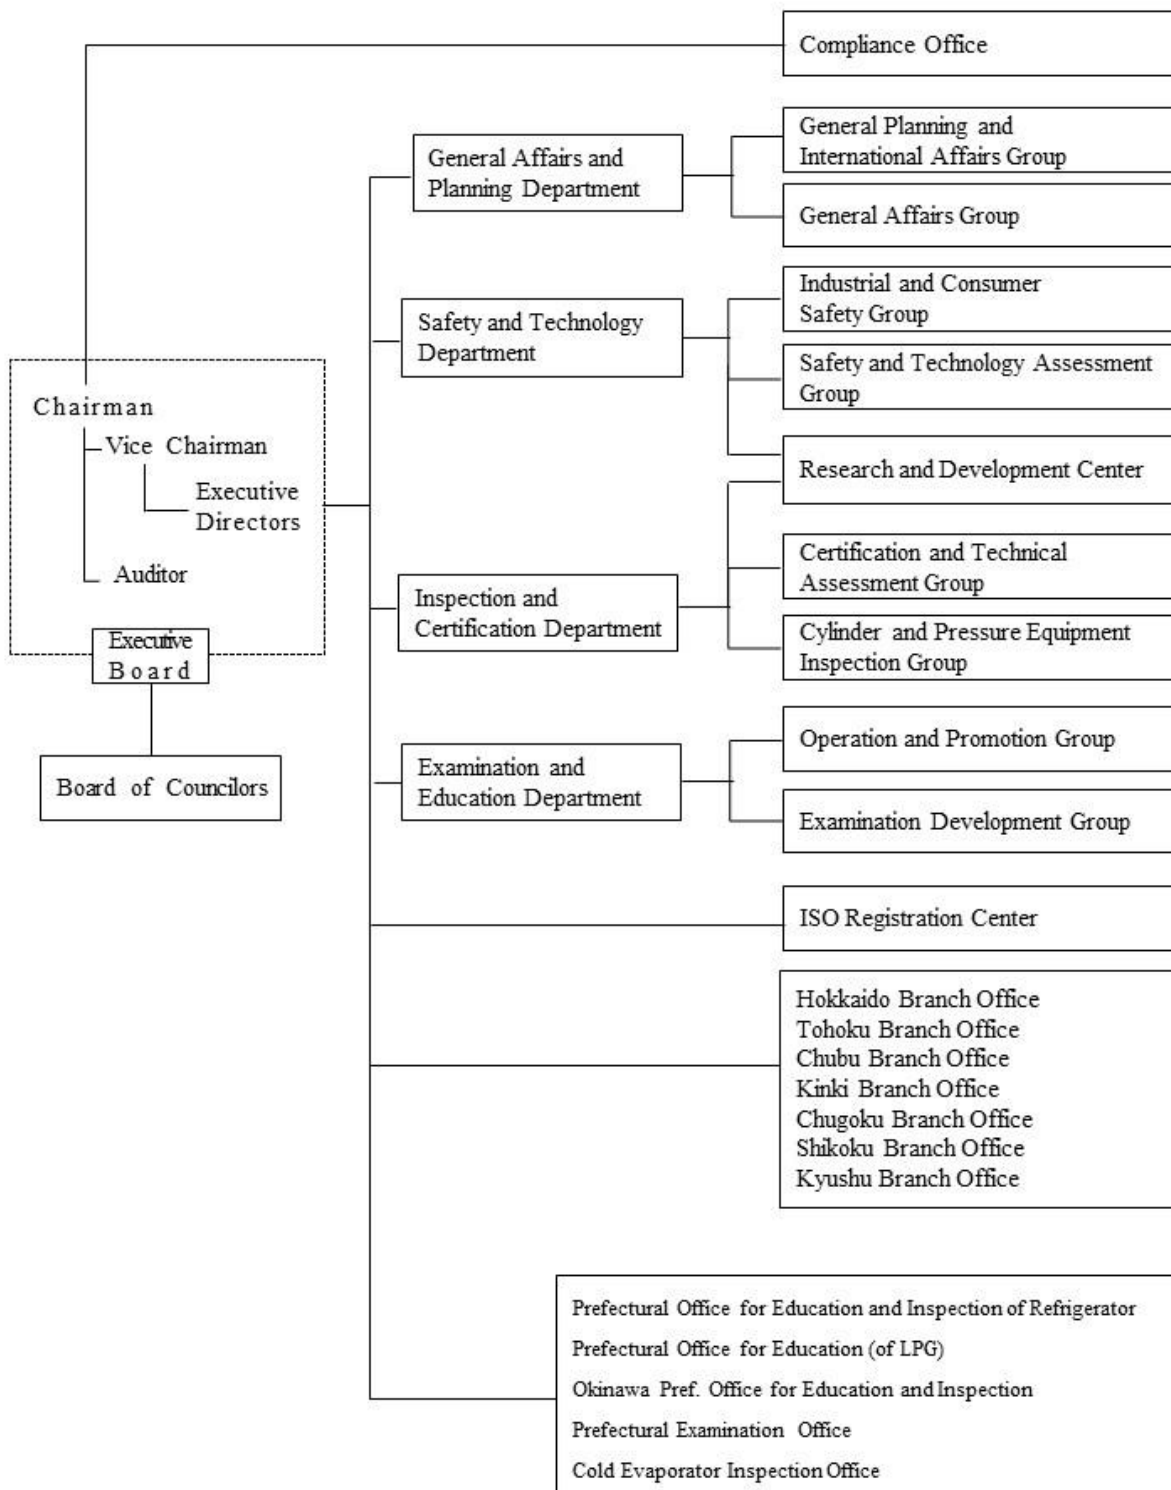 Compliance Office
General Planning and
International Affairs Group
General Affairs and
Planning Department
General Affairs Group
Industrial and Consumer
Safety Group
Safety and Technology
Department
Safety and Technology Assessment
Group
Chairman
Vice Chairman
Executive
Directors
Auditor
Executive
Board
Board of Councilors
Research and Development Center
Certification and Technical
Assessment Group
Inspection and
Certification Department
Cylinder and Pressure Equipment
Inspection Group
Operation and Promotion Group
Examination and
Education Department
Examination Development Group
ISO Registration Center
Hokkaido Branch Office
Tohoku Branch Office
Chubu Branch Office
Kinki Branch Office
Chugoku Branch Office
Shikoku Branch Office
Kyushu Branch Office
Prefectural Office for Education and Inspection of Refrigerator
Prefectural Office for Education (of LPG)
Okinawa Pref. Office for Education and Inspection
Prefectural Examination Office
Cold Evaporator Inspection Office